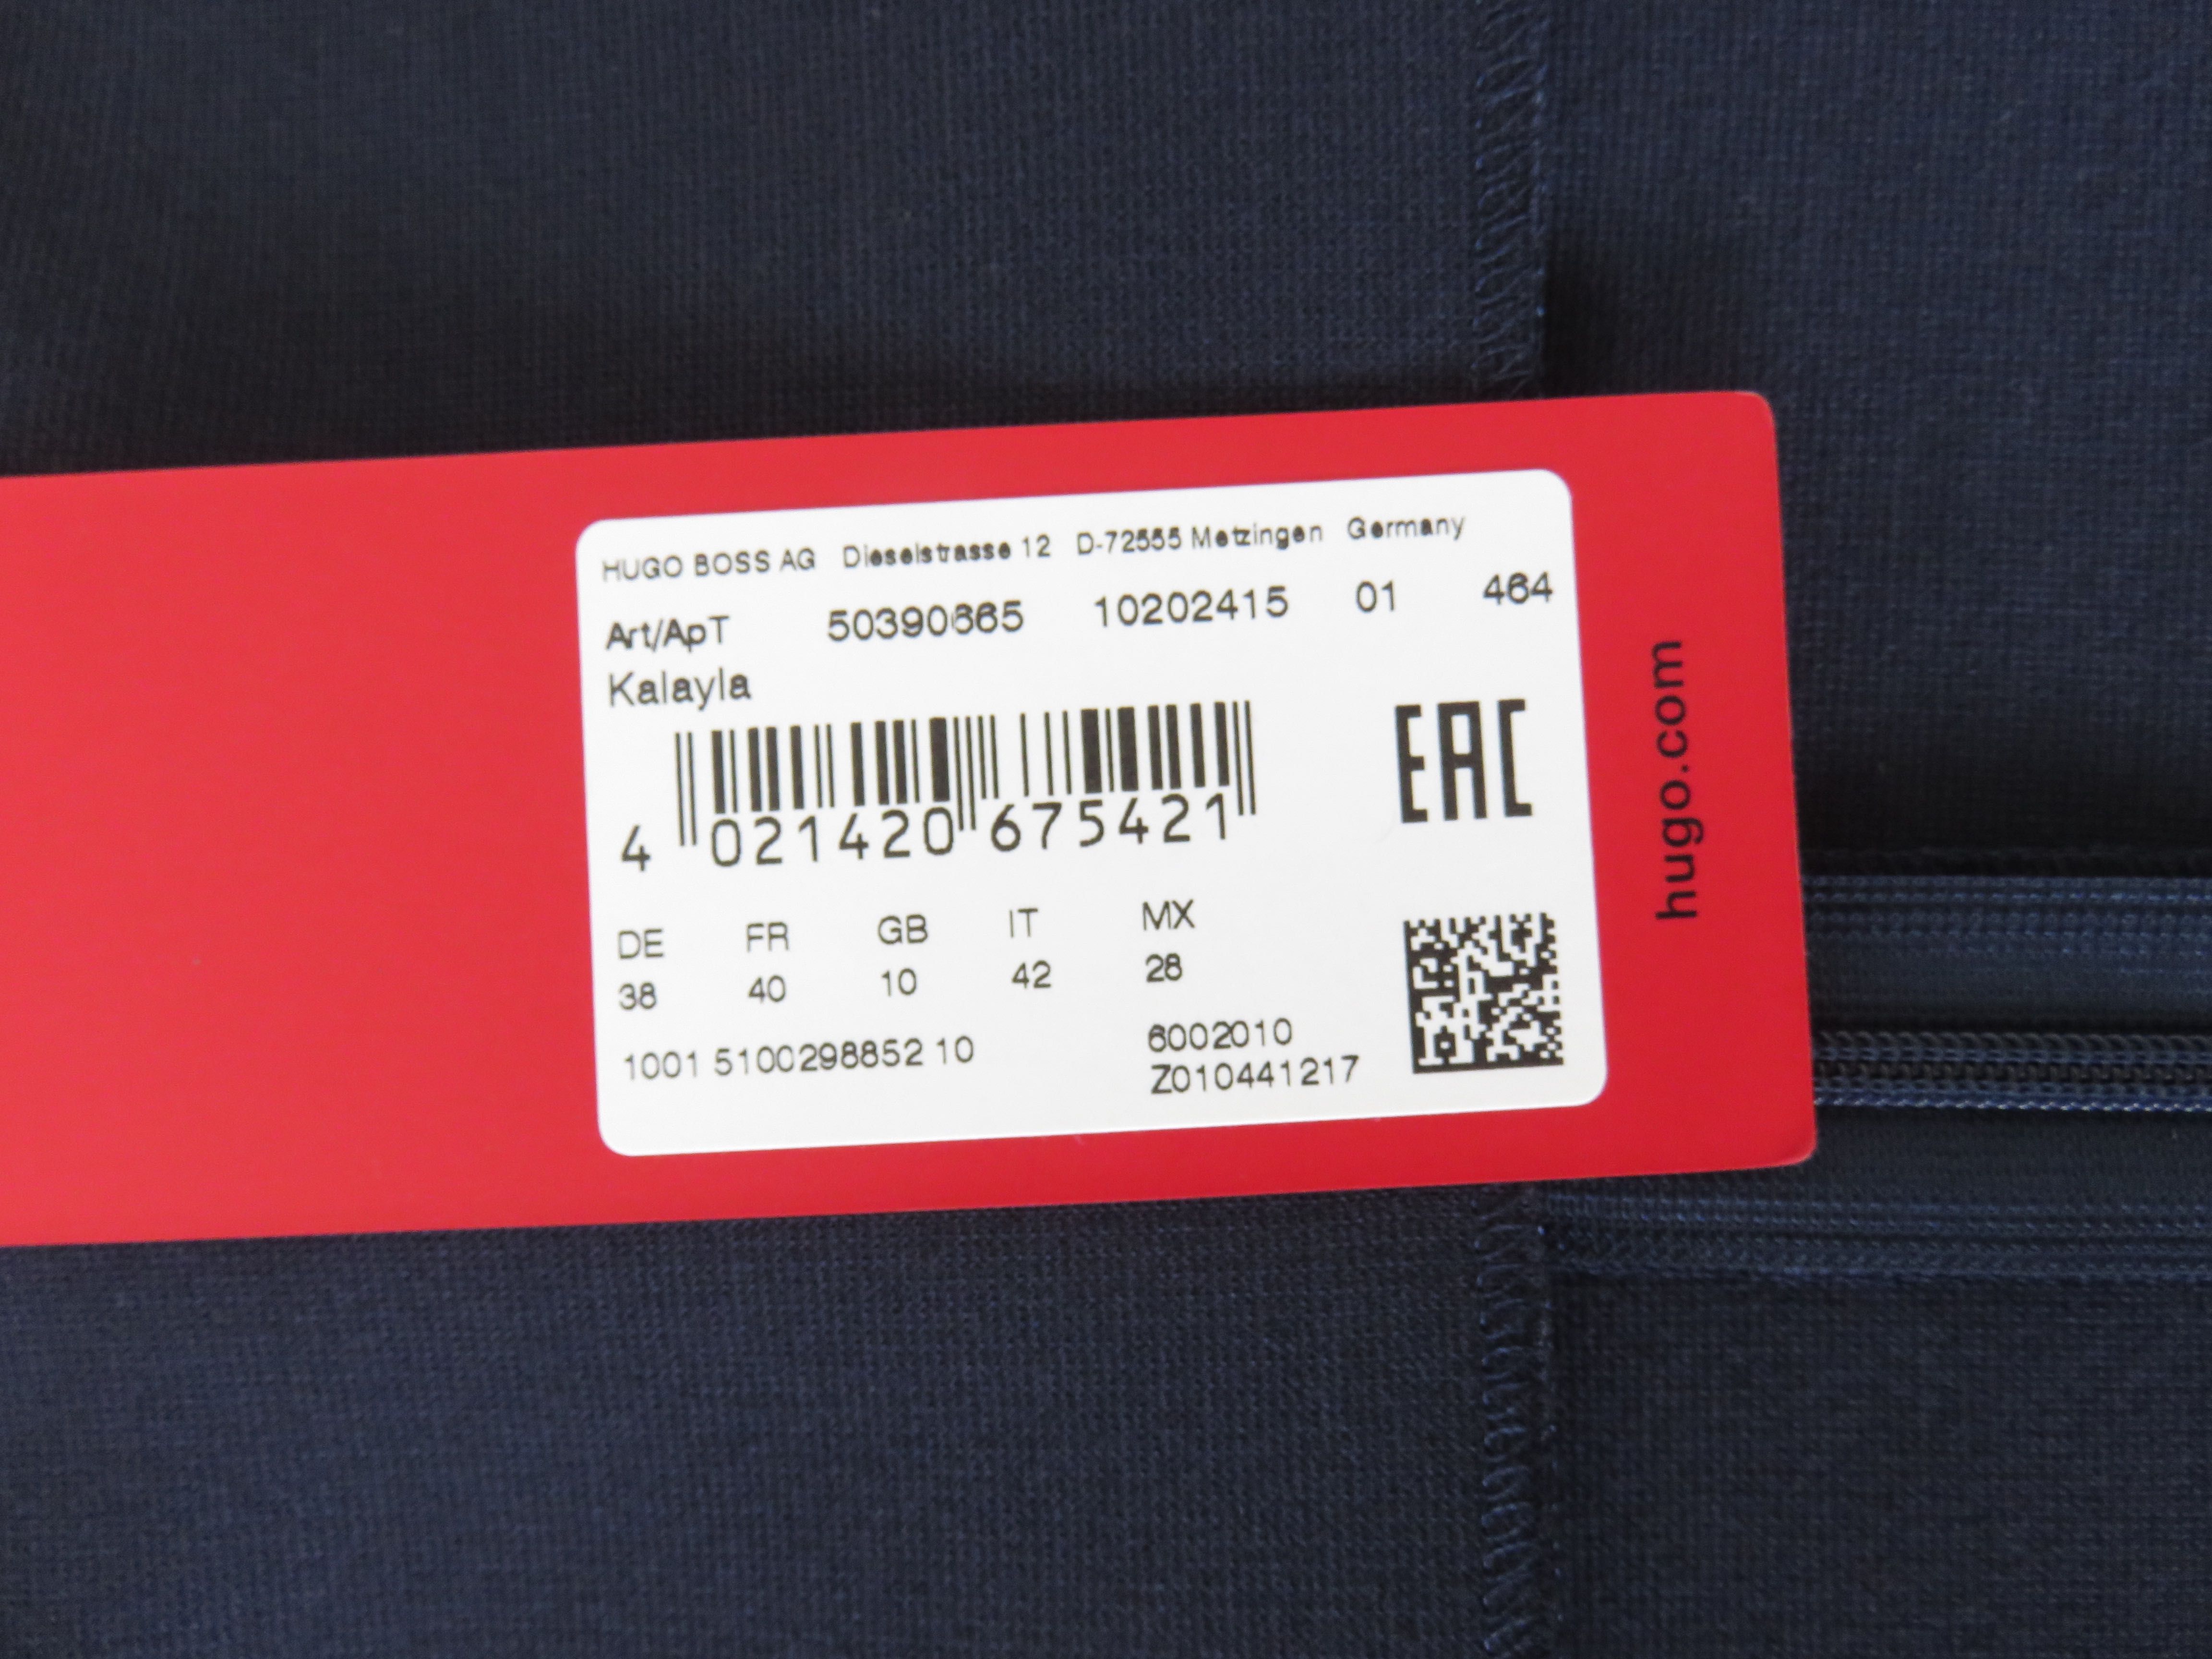 HUGO BOSS AG Dieselstrasse 12 D-72555 Metzingen Germany
Art/ApT 50390665 10202415 01 464
Kalayla
4 021420 675421
EAC
DE FR GB IT MX
38 40 10 42 28
1001 5100298852 10
6002010
Z010441217
hugo.com